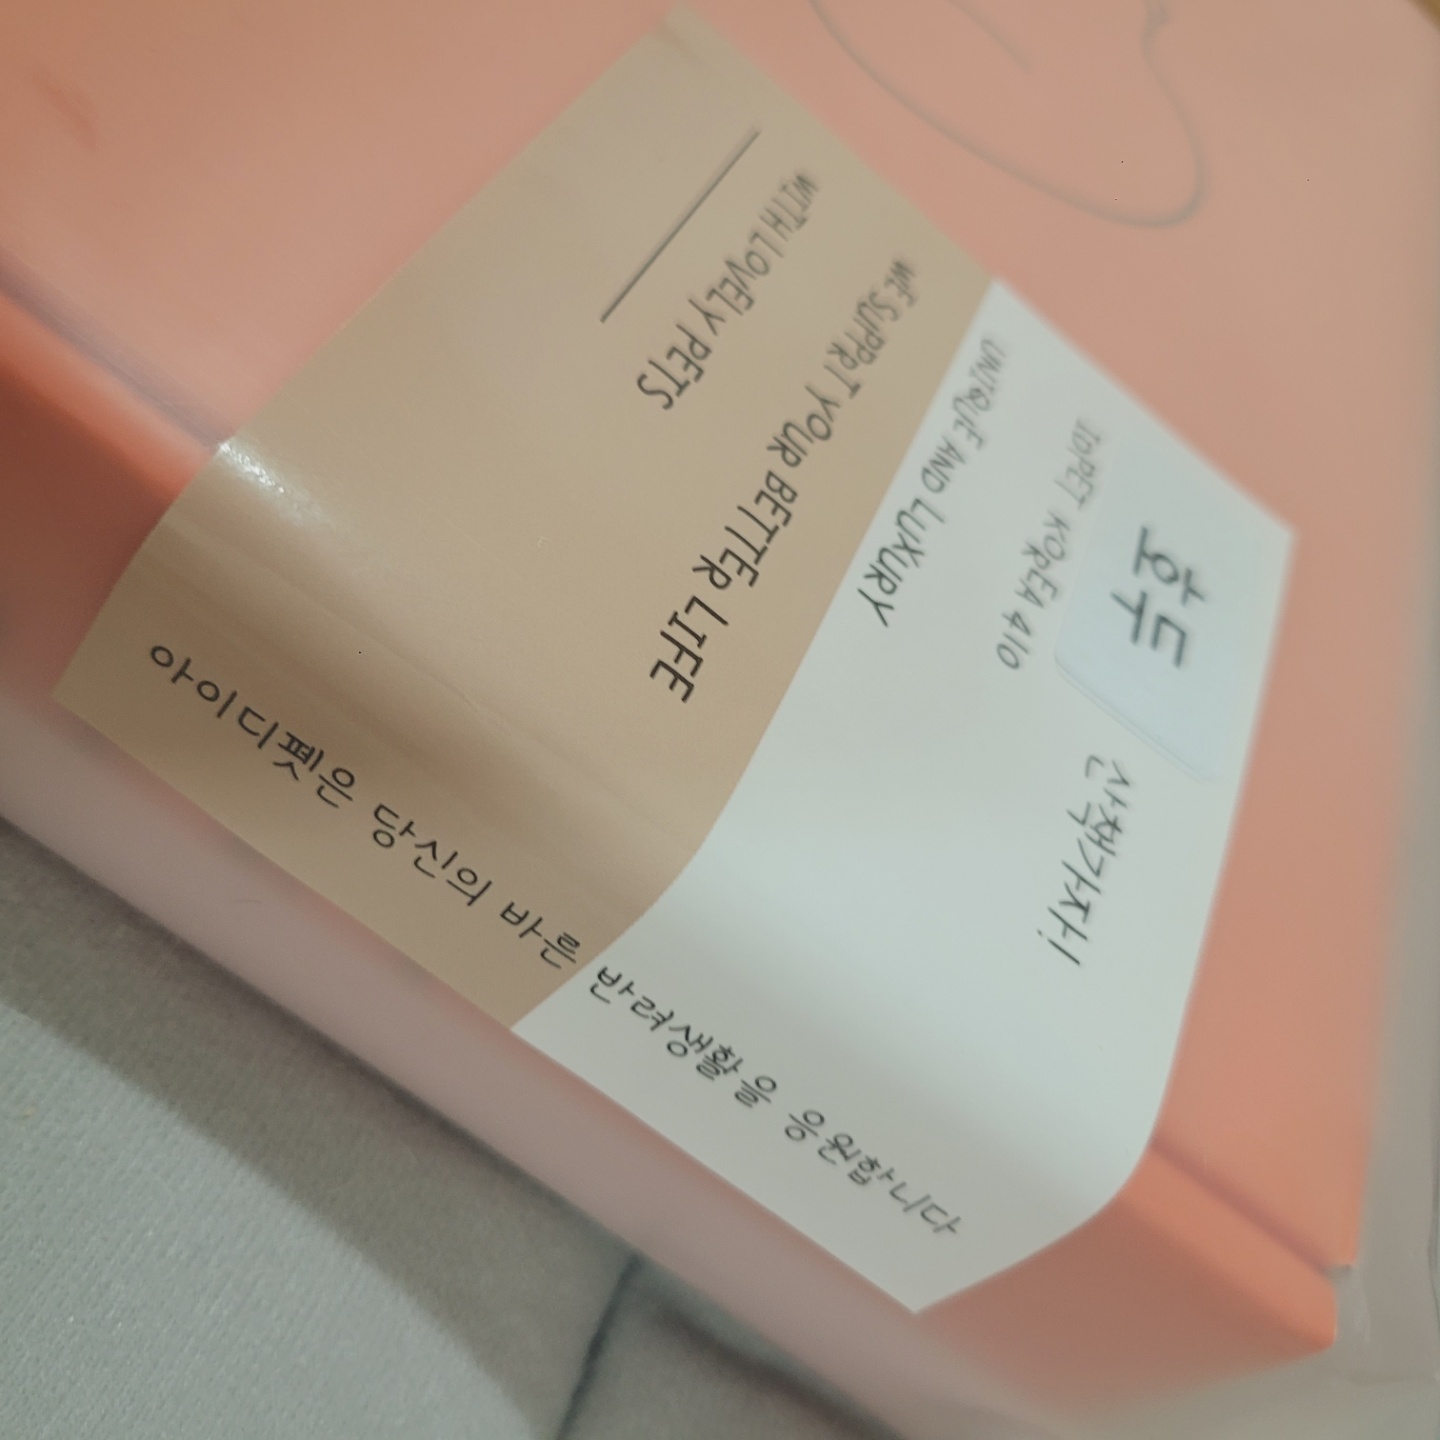 호두
산책가자!
IDPET KOREA 410
UNIQUE AND LUXURY
WE SUPPRT YOUR BETTER LIFE
WITH LOVELY PETS
아이디펫은 당신의 바른 반려생활을 응원합니다